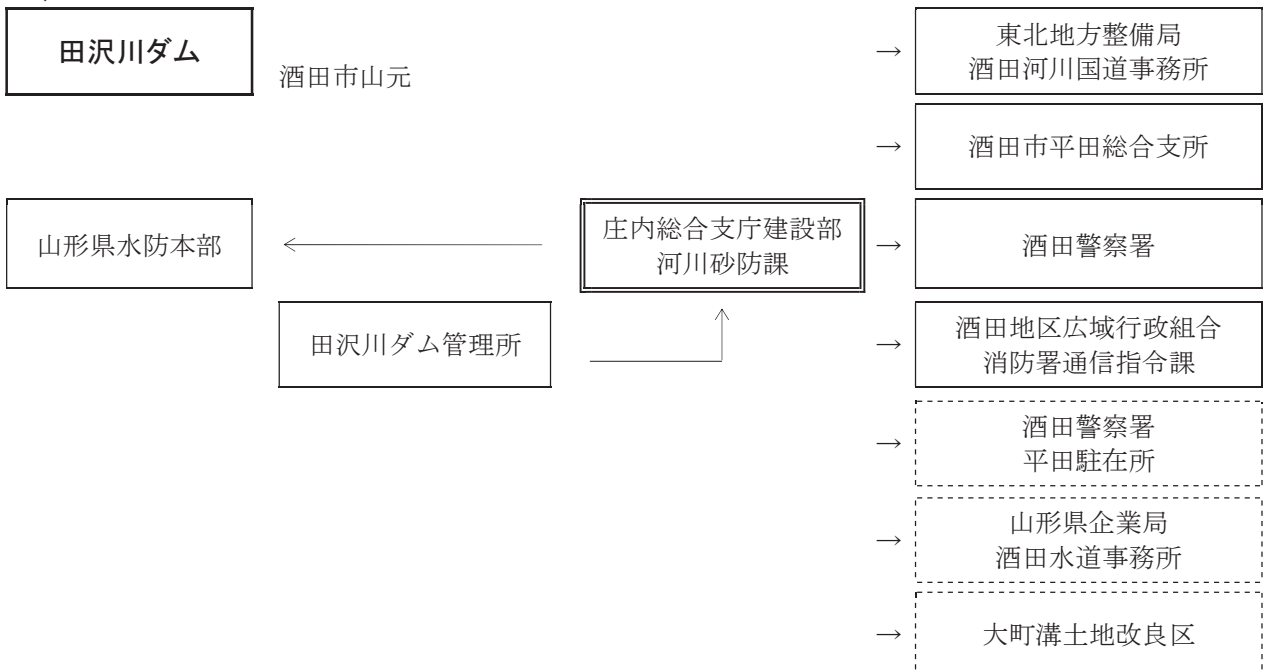 田沢川ダム
酒田市山元
→
東北地方整備局
酒田河川国道事務所
→
酒田市平田総合支所
山形県水防本部
←
庄内総合支庁建設部
河川砂防課
→
酒田警察署
田沢川ダム管理所
→
酒田地区広域行政組合
消防署通信指令課
→
酒田警察署
平田駐在所
→
山形県企業局
酒田水道事務所
→
大町溝土地改良区